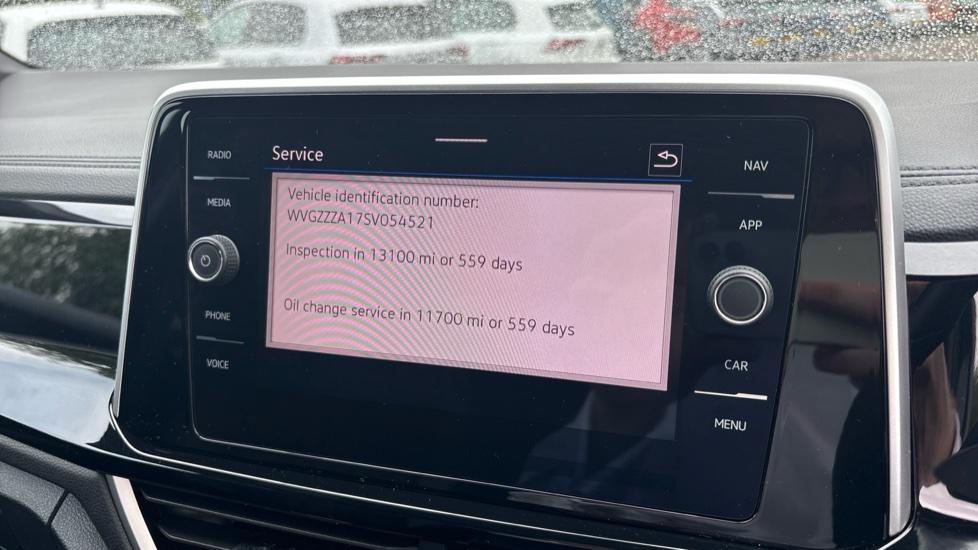 RADIO
MEDIA
PHONE
VOICE
Service
Vehicle identification number:
WVGZZZA17SV054521
Inspection in 13100 mi or 559 days
Oil change service in 11700 mi or 559 days
NAV
APP
CAR
MENU